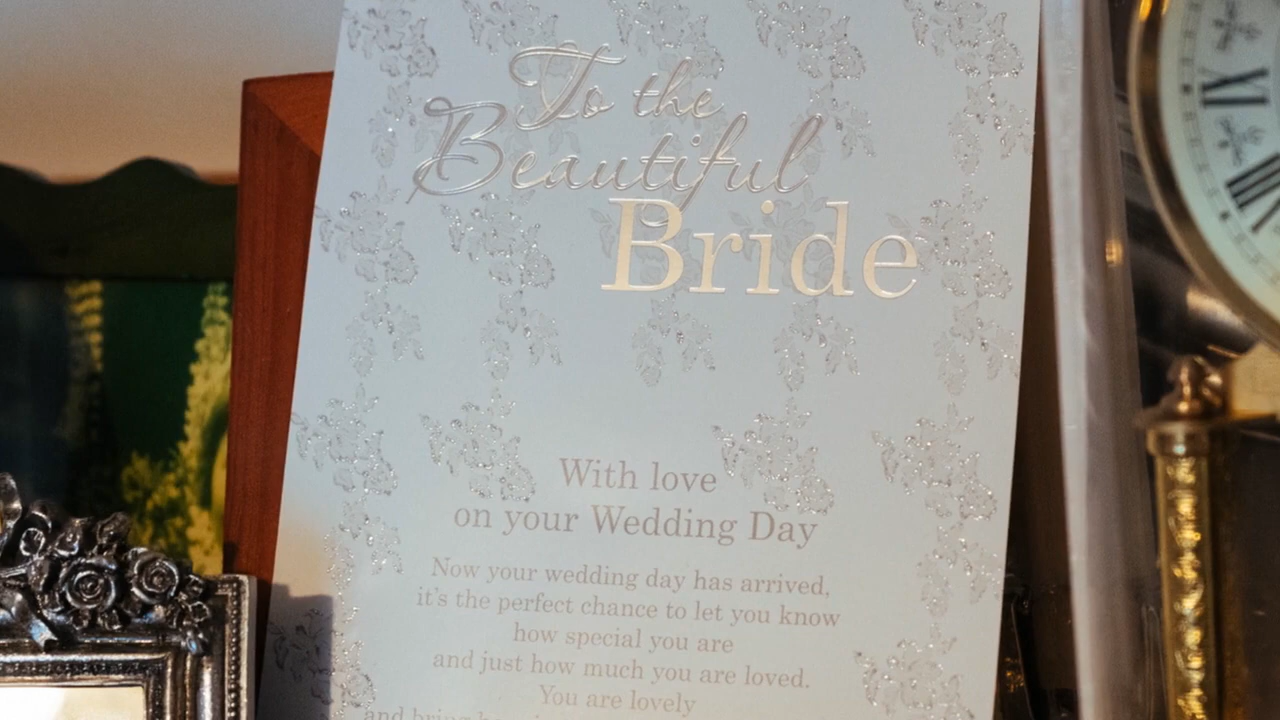 To the
Beautiful
Bride
With love
on your Wedding Day
Now your wedding day has arrived,
it's the perfect chance to let you know
how special you are
and just how much you are loved.
You are lovely
and bring